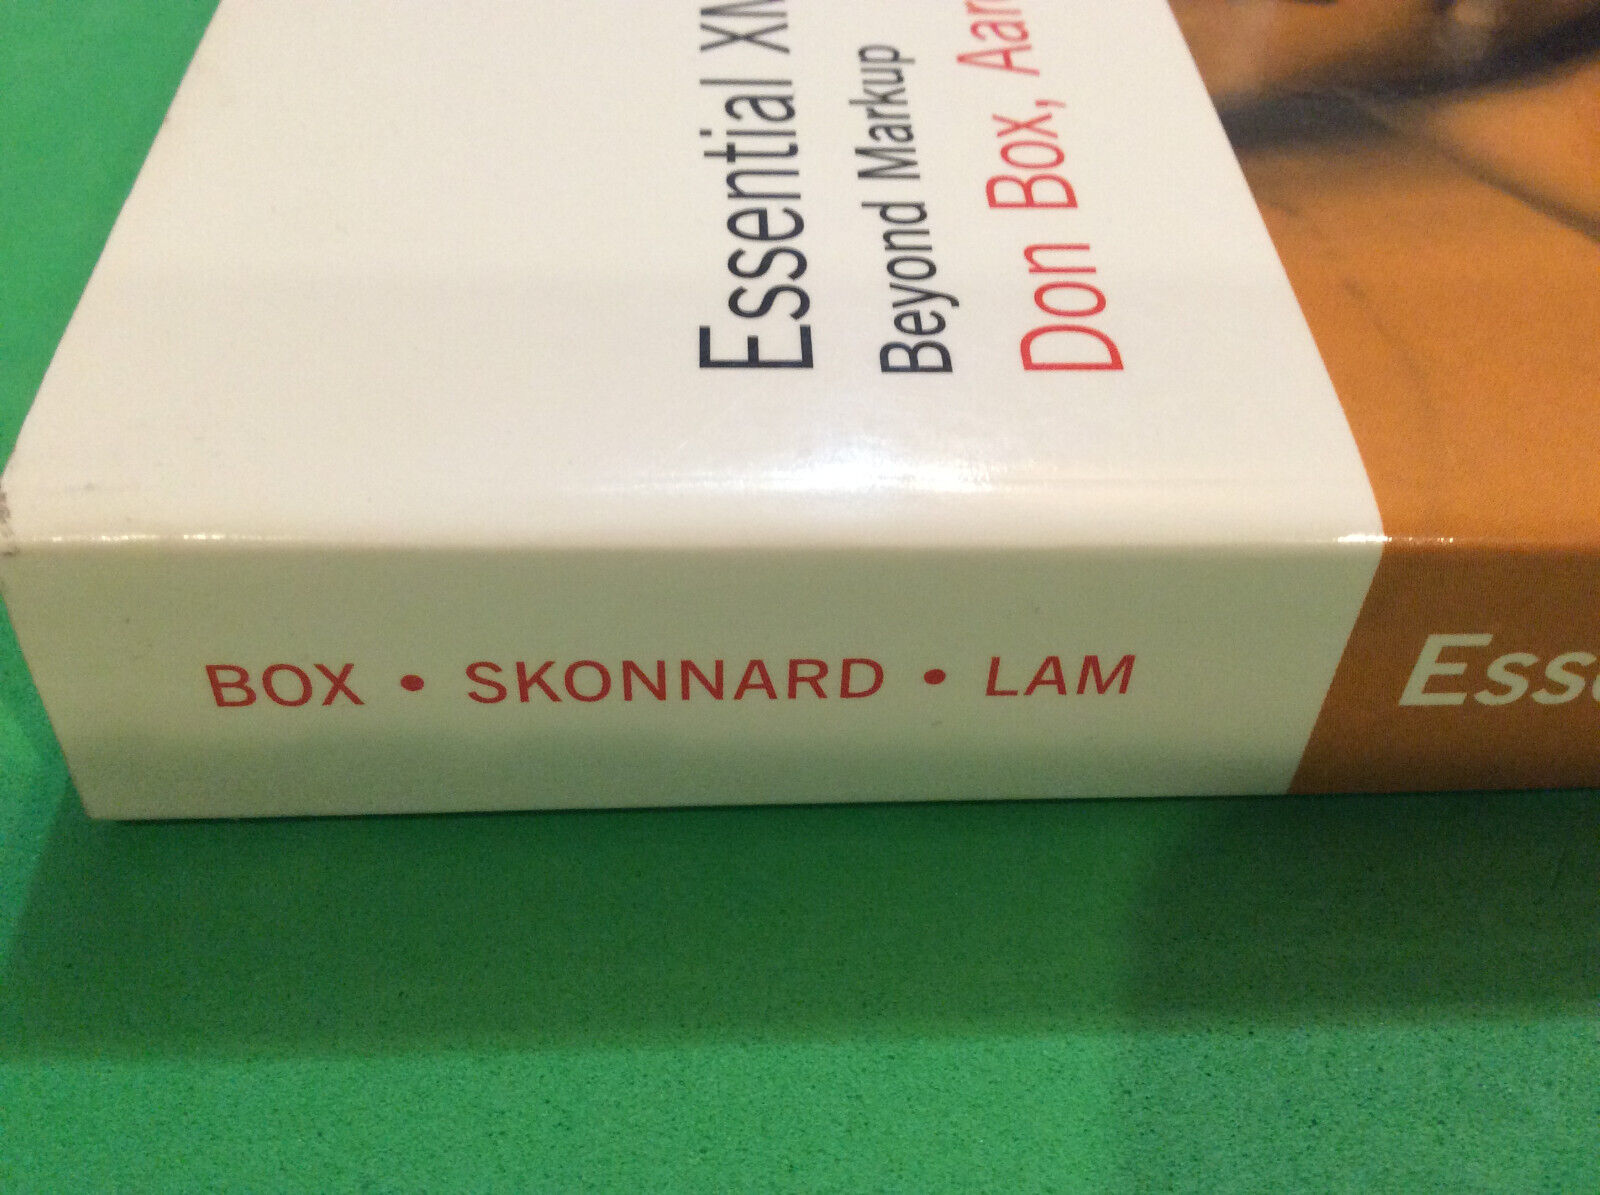 Essential XM
Beyond Markup
Don Box, Aar
BOX • SKONNARD • LAM
Ess